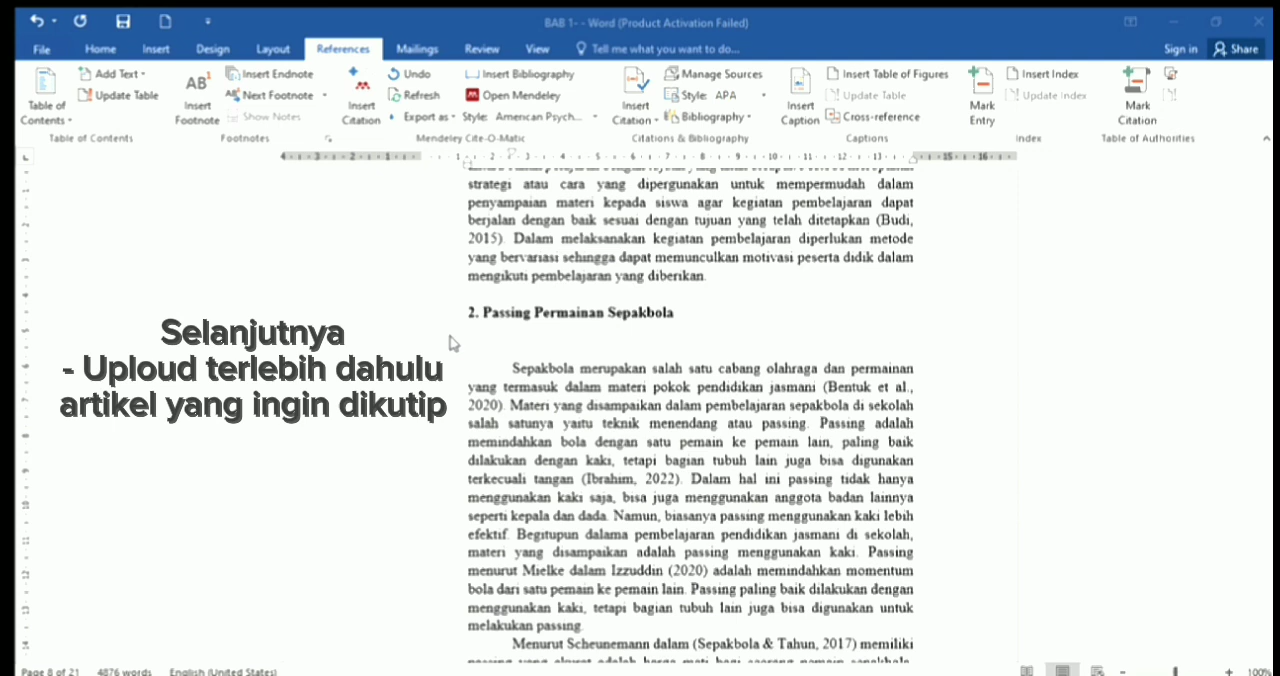 BAB 1- - Word (Product Activation Failed)
File Home Insert Design Layout References Mailings Review View Tell me what you want to do... Sign in Share
Table of Contents
Add Text
Update Table
Table of Contents
AB1
Insert Footnote
Insert Endnote
Next Footnote
Show Notes
Footnotes
Insert Citation
Undo
Refresh
Export as
Insert Bibliography
Open Mendeley
Style: American Psych...
Mendeley Cite-O-Matic
Insert Citation
Manage Sources
Style: APA
Bibliography
Citations & Bibliography
Insert Caption
Insert Table of Figures
Update Table
Cross-reference
Captions
Mark Entry
Insert Index
Update Index
Index
Mark Citation
Table of Authorities
strategi atau cara yang dipergunakan untuk mempermudah dalam
penyampaian materi kepada siswa agar kegiatan pembelajaran dapat
berjalan dengan baik sesuai dengan tujuan yang telah ditetapkan (Budi,
2015). Dalam melaksanakan kegiatan pembelajaran diperlukan metode
yang bervariasi sehingga dapat memunculkan motivasi peserta didik dalam
mengikuti pembelajaran yang diberikan.
2. Passing Permainan Sepakbola
Selanjutnya
- Uploud terlebih dahulu
artikel yang ingin dikutip
Sepakbola merupakan salah satu cabang olahraga dan permainan
yang termasuk dalam materi pokok pendidikan jasmani (Bentuk et al.,
2020). Materi yang disampaikan dalam pembelajaran sepakbola di sekolah
salah satunya yaitu teknik menendang atau passing. Passing adalah
memindahkan bola dengan satu pemain ke pemain lain, paling baik
dilakukan dengan kaki, tetapi bagian tubuh lain juga bisa digunakan
terkecuali tangan (Ibrahim, 2022). Dalam hal ini passing tidak hanya
menggunakan kaki saja, bisa juga menggunakan anggota badan lainnya
seperti kepala dan dada. Namun, biasanya passing menggunakan kaki lebih
efektif. Begitupun dalama pembelajaran pendidikan jasmani di sekolah,
materi yang disampaikan adalah passing menggunakan kaki. Passing
menurut Mielke dalam Izzuddin (2020) adalah memindahkan momentum
bola dari satu pemain ke pemain lain. Passing paling baik dilakukan dengan
menggunakan kaki, tetapi bagian tubuh lain juga bisa digunakan untuk
melakukan passing.
Menurut Scheunemann dalam (Sepakbola & Tahun, 2017) memiliki
Page 8 of 21 4876 words English (United States) 100%